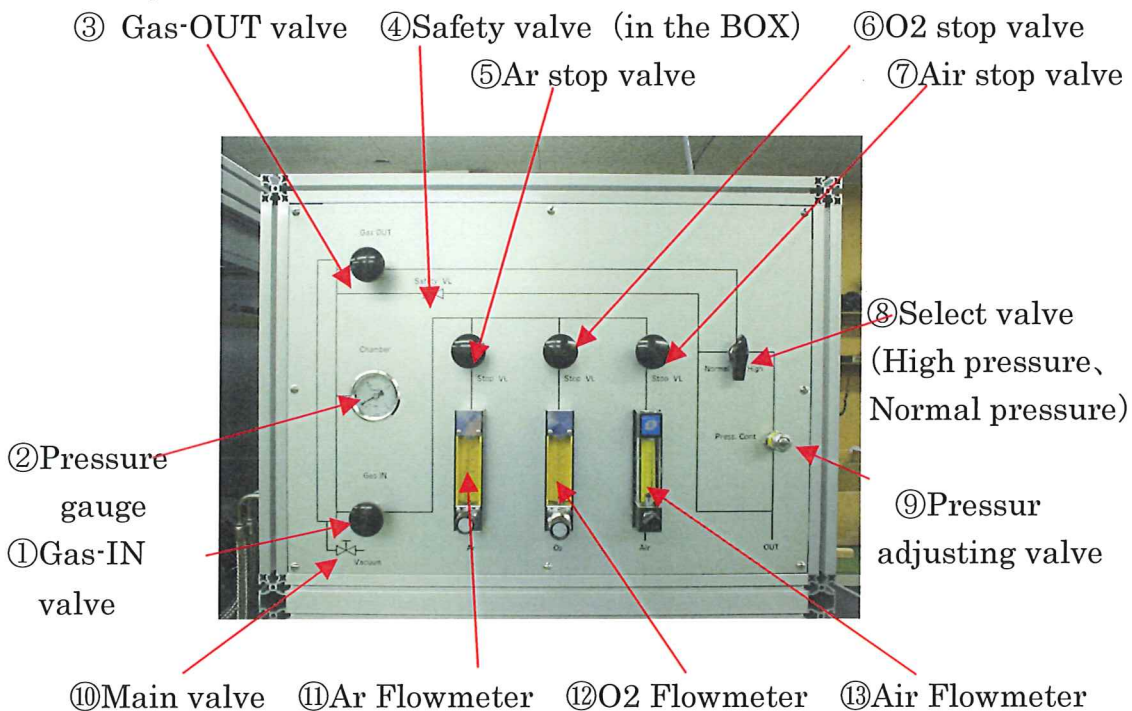 ③ Gas-OUT valve
④Safety valve (in the BOX)
⑥O2 stop valve
⑤Ar stop valve
⑦Air stop valve
Gas OUT
Safety VL
⑧Select valve
(High pressure、
Normal pressure)
Chamber
Normal
High
Stop VL
Stop VL
Stop VL
Press. Cont
②Pressure
gauge
Gas IN
⑨Pressur
adjusting valve
①Gas-IN
valve
Vacuum
Ar
O₂
Air
OUT
⑩Main valve
⑪Ar Flowmeter
⑫O2 Flowmeter
⑬Air Flowmeter